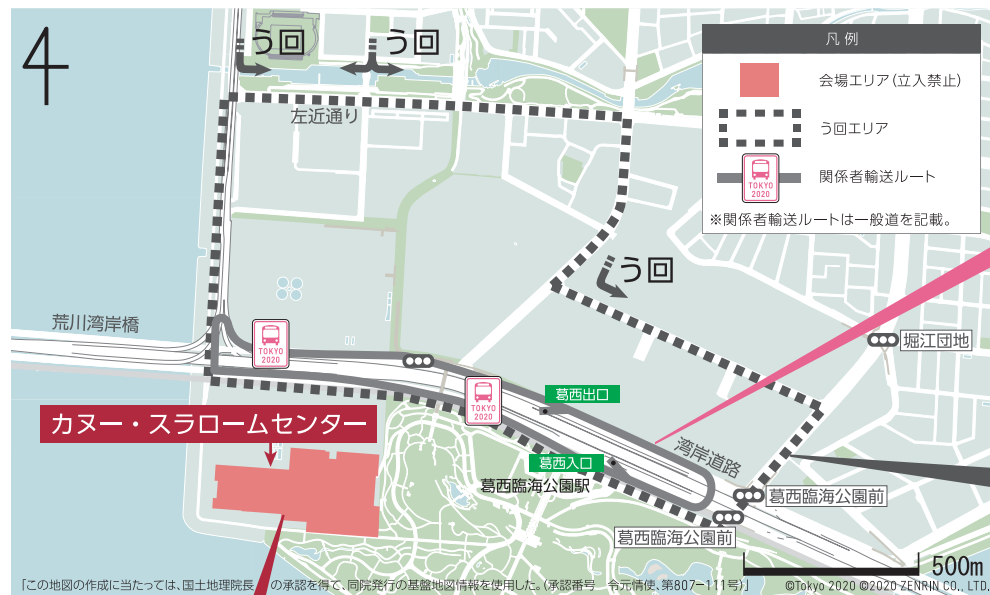 4
う回
う回
左近通り
凡例
会場エリア（立入禁止）
う回エリア
TOKYO
2020
関係者輸送ルート
※関係者輸送ルートは一般道を記載。
う回
荒川湾岸橋
TOKYO
2020
堀江団地
TOKYO
2020
葛西出口
カヌー・スラロームセンター
湾岸道路
葛西入口
葛西臨海公園駅
葛西臨海公園前
葛西臨海公園前
500m
「この地図の作成に当たっては、国土地理院長の承認を得て、同院発行の基盤地図情報を使用した。（承認番号　令元情使、第807-111号）」
©Tokyo 2020 ©2020 ZENRIN CO., LTD.